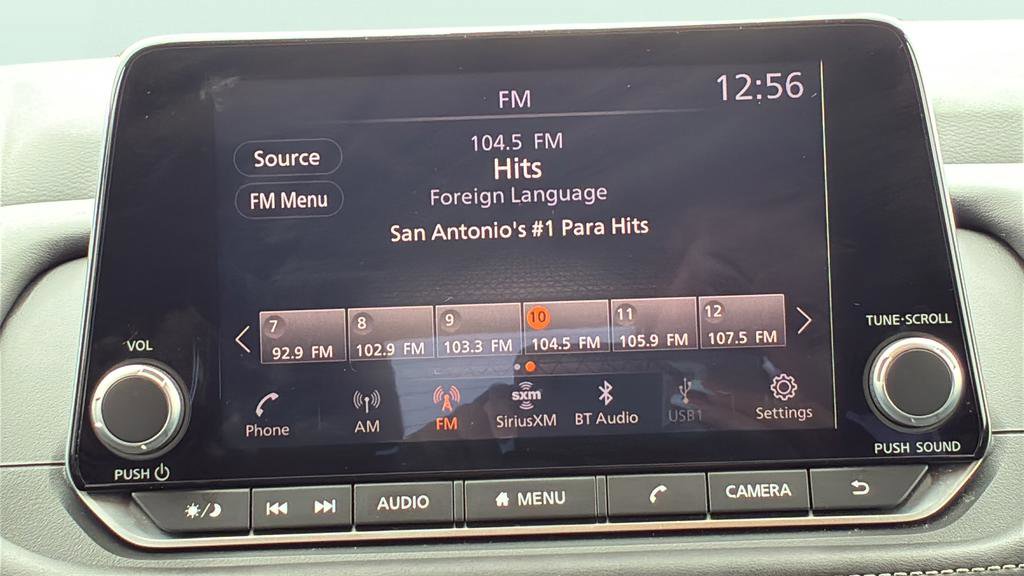 FM
12:56
Source
FM Menu
104.5 FM
Hits
Foreign Language
San Antonio's #1 Para Hits
7 8 9 10 11 12
92.9 FM 102.9 FM 103.3 FM 104.5 FM 105.9 FM 107.5 FM
Phone AM FM sxm SiriusXM BT Audio USB1 Settings
VOL
PUSH
TUNE·SCROLL
PUSH SOUND
AUDIO MENU CAMERA